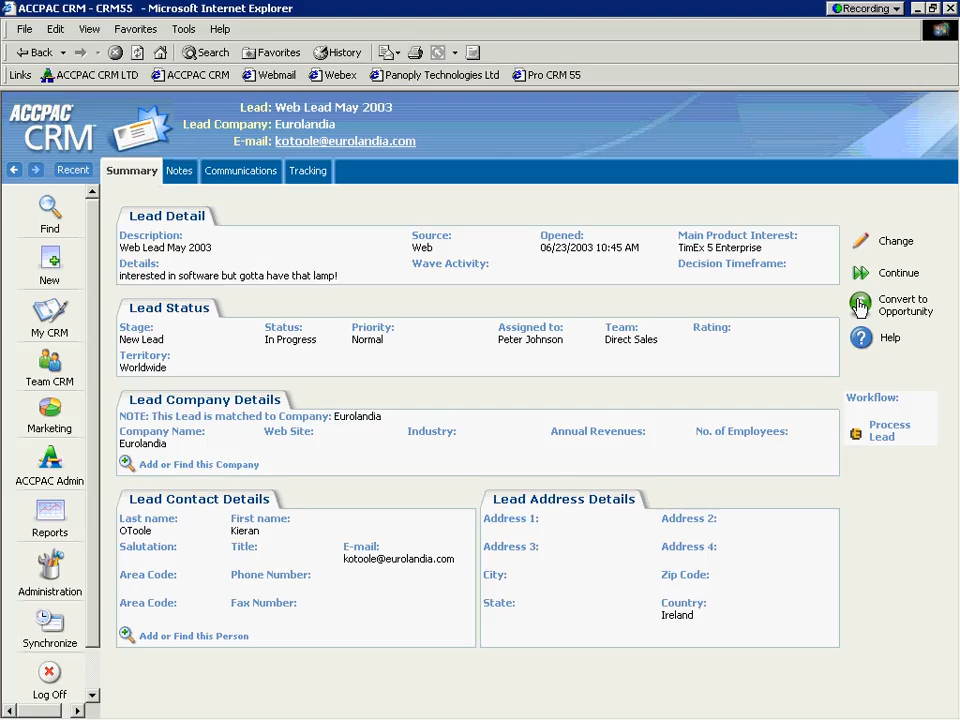 ACCPAC CRM - CRM55 - Microsoft Internet Explorer
Recording
File Edit View Favorites Tools Help
Back Search Favorites History
Links ACCPAC CRM LTD ACCPAC CRM Webmail Webex Panoply Technologies Ltd Pro CRM 55
ACCPAC CRM
Lead: Web Lead May 2003
Lead Company: Eurolandia
E-mail: kotoole@eurolandia.com
Recent Summary Notes Communications Tracking
Find
New
My CRM
Team CRM
Marketing
ACCPAC Admin
Reports
Administration
Synchronize
Log Off
Lead Detail
Description: Source: Opened: Main Product Interest:
Web Lead May 2003 Web 06/23/2003 10:45 AM TimEx 5 Enterprise
Details: Wave Activity: Decision Timeframe:
interested in software but gotta have that lamp!
Lead Status
Stage: Status: Priority: Assigned to: Team: Rating:
New Lead In Progress Normal Peter Johnson Direct Sales
Territory:
Worldwide
Lead Company Details
NOTE: This Lead is matched to Company: Eurolandia
Company Name: Web Site: Industry: Annual Revenues: No. of Employees:
Eurolandia
Add or Find this Company
Lead Contact Details
Last name: First name:
OToole Kieran
Salutation: Title: E-mail:
kotoole@eurolandia.com
Area Code: Phone Number:
Area Code: Fax Number:
Add or Find this Person
Lead Address Details
Address 1: Address 2:
Address 3: Address 4:
City: Zip Code:
State: Country:
Ireland
Change
Continue
Convert to
Opportunity
Help
Workflow:
Process
Lead